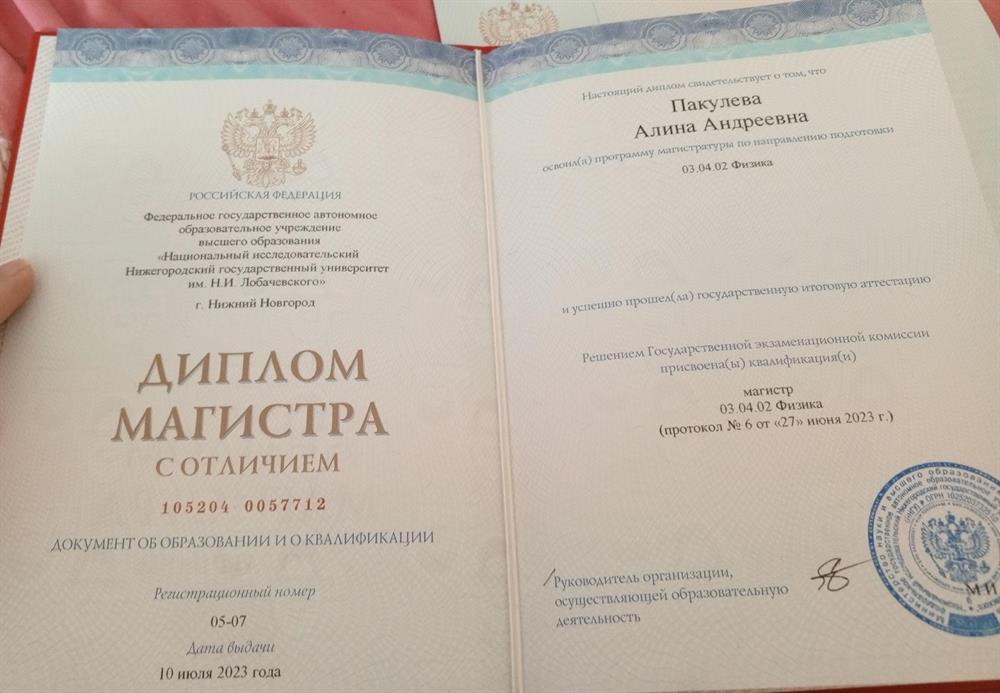 РОССИЙСКАЯ ФЕДЕРАЦИЯ
Федеральное государственное автономное
образовательное учреждение
высшего образования
«Национальный исследовательский
Нижегородский государственный университет
им. Н.И. Лобачевского»
г. Нижний Новгород
ДИПЛОМ
МАГИСТРА
С ОТЛИЧИЕМ
105204 0057712
ДОКУМЕНТ ОБ ОБРАЗОВАНИИ И О КВАЛИФИКАЦИИ
Регистрационный номер
05-07
Дата выдачи
10 июля 2023 года
Настоящий диплом свидетельствует о том, что
Пакулева
Алина Андреевна
освоил(а) программу магистратуры по направлению подготовки
03.04.02 Физика
и успешно прошел(ла) государственную итоговую аттестацию
Решением Государственной экзаменационной комиссии
присвоена(ы) квалификация(и)
магистр
03.04.02 Физика
(протокол № 6 от «27» июня 2023 г.)
Руководитель организации,
осуществляющей образовательную
деятельность